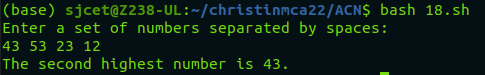 (base) sjcet@Z238-UL:~/christinmca22/ACN$ bash 18.sh
Enter a set of numbers separated by spaces:
43 53 23 12
The second highest number is 43.